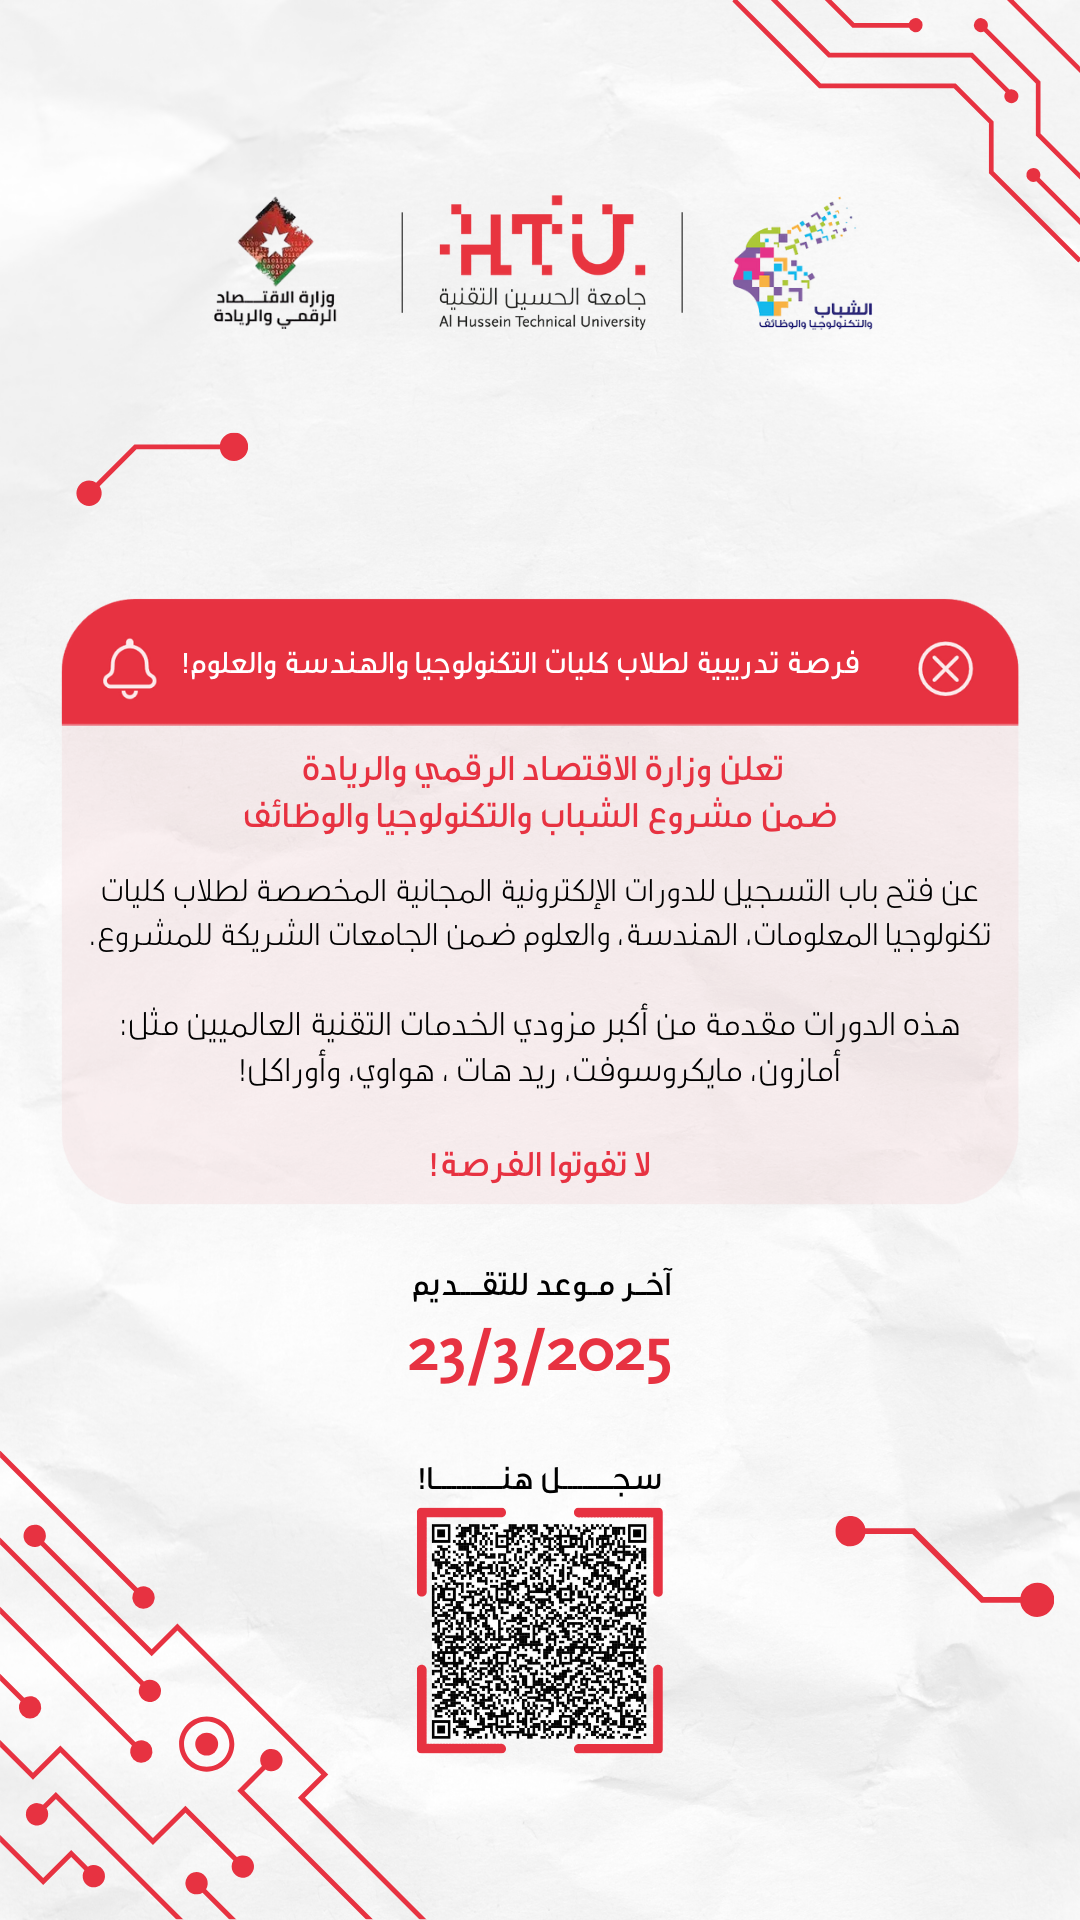 وزارة الاقتـــصاد
الرقمـي والريادة
HTU
جامعة الحسين التقنية
Al Hussein Technical University
الشباب
والتكنولوجيا والوظائف
فرصة تدريبية لطلاب كليات التكنولوجيا والهندسة والعلوم!
تعلن وزارة الاقتصاد الرقمي والريادة
ضمن مشروع الشباب والتكنولوجيا والوظائف
عن فتح باب التسجيل للدورات الإلكترونية المجانية المخصصة لطلاب كليات
تكنولوجيا المعلومات، الهندسة، والعلوم ضمن الجامعات الشريكة للمشروع.
هذه الدورات مقدمة من أكبر مزودي الخدمات التقنية العالميين مثل:
أمازون، مايكروسوفت، ريد هات ، هواوي، وأوراكل!
لا تفوتوا الفرصة!
آخـر مـوعد للتقــديم
23/3/2025
سجـــــل هنـــــــا!